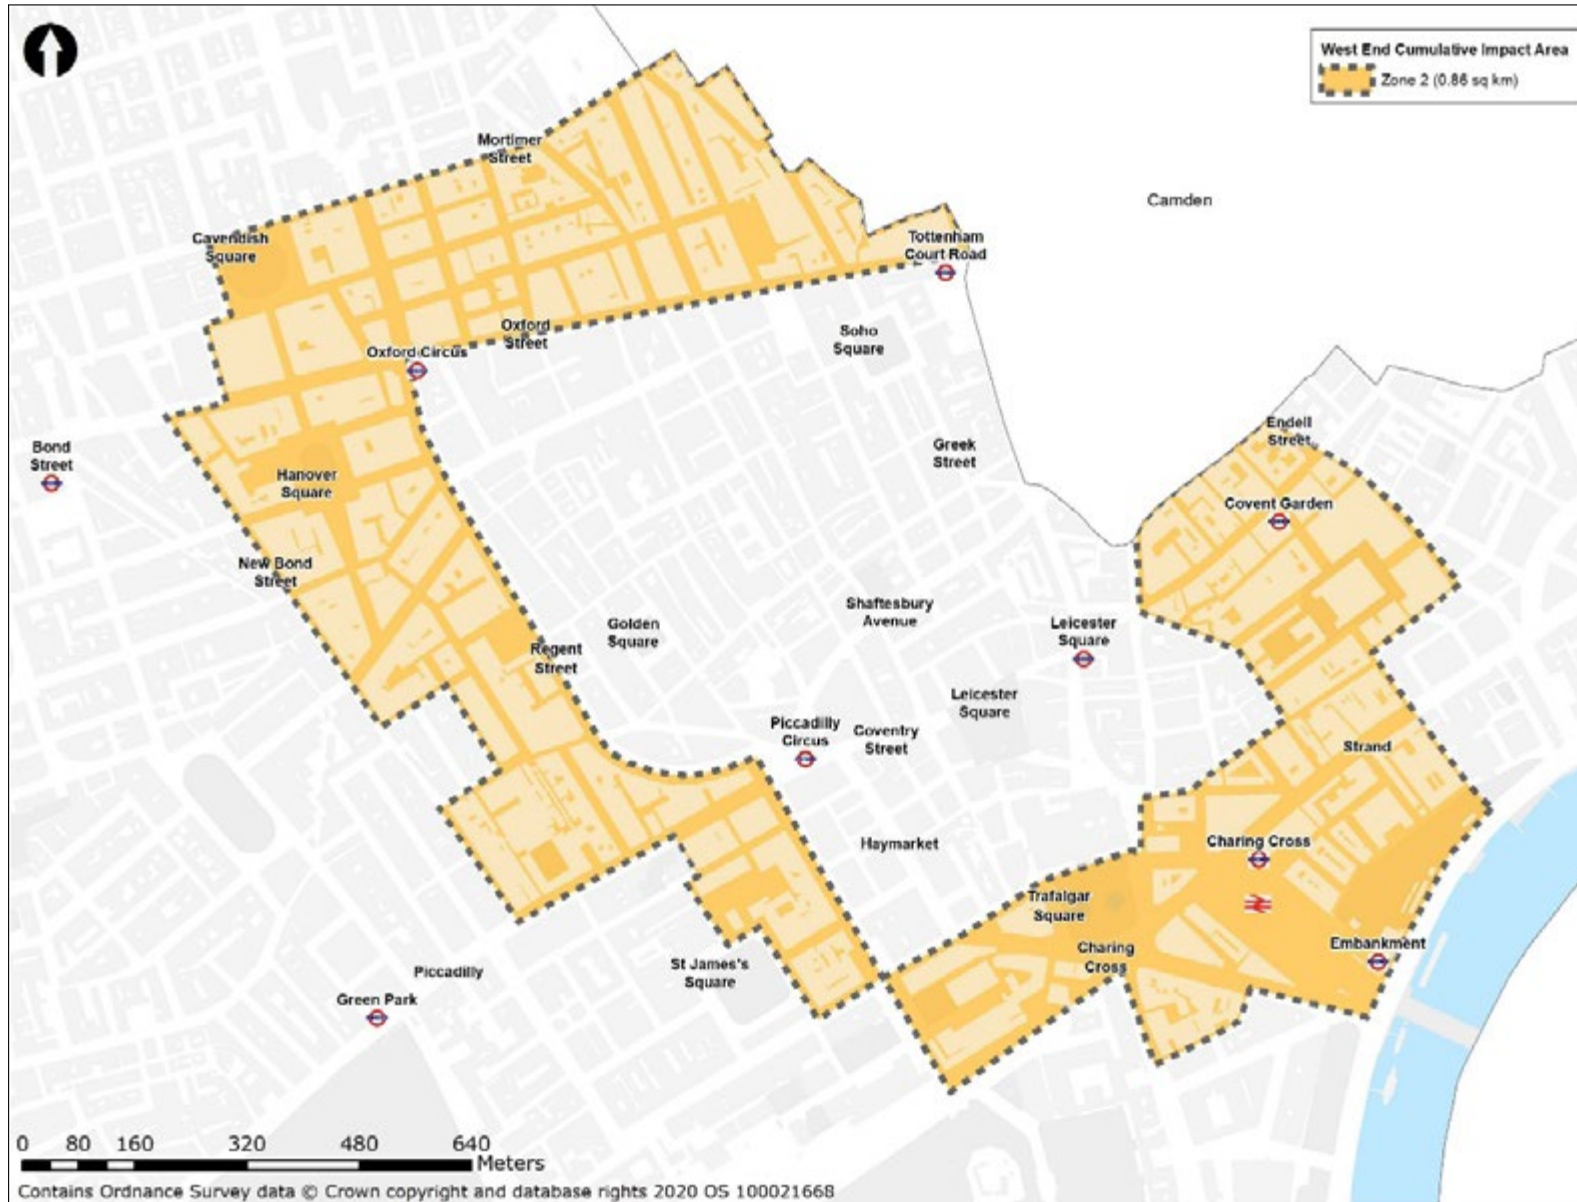 West End Cumulative Impact Area
Zone 2 (0.86 sq km)
Mortimer
Street
Camden
Cavendish
Square
Tottenham
Court Road
Oxford
Street
Soho
Square
Oxford Circus
Endell
Street
Bond
Street
Greek
Street
Hanover
Square
Covent Garden
New Bond
Street
Shaftesbury
Avenue
Golden
Square
Leicester
Square
Regent
Street
Leicester
Square
Piccadilly
Circus
Coventry
Street
Strand
Haymarket
Charing Cross
Trafalgar
Square
Embankment
Charing
Cross
St James's
Square
Piccadilly
Green Park
0 80 160 320 480 640
Meters
Contains Ordnance Survey data © Crown copyright and database rights 2020 OS 100021668